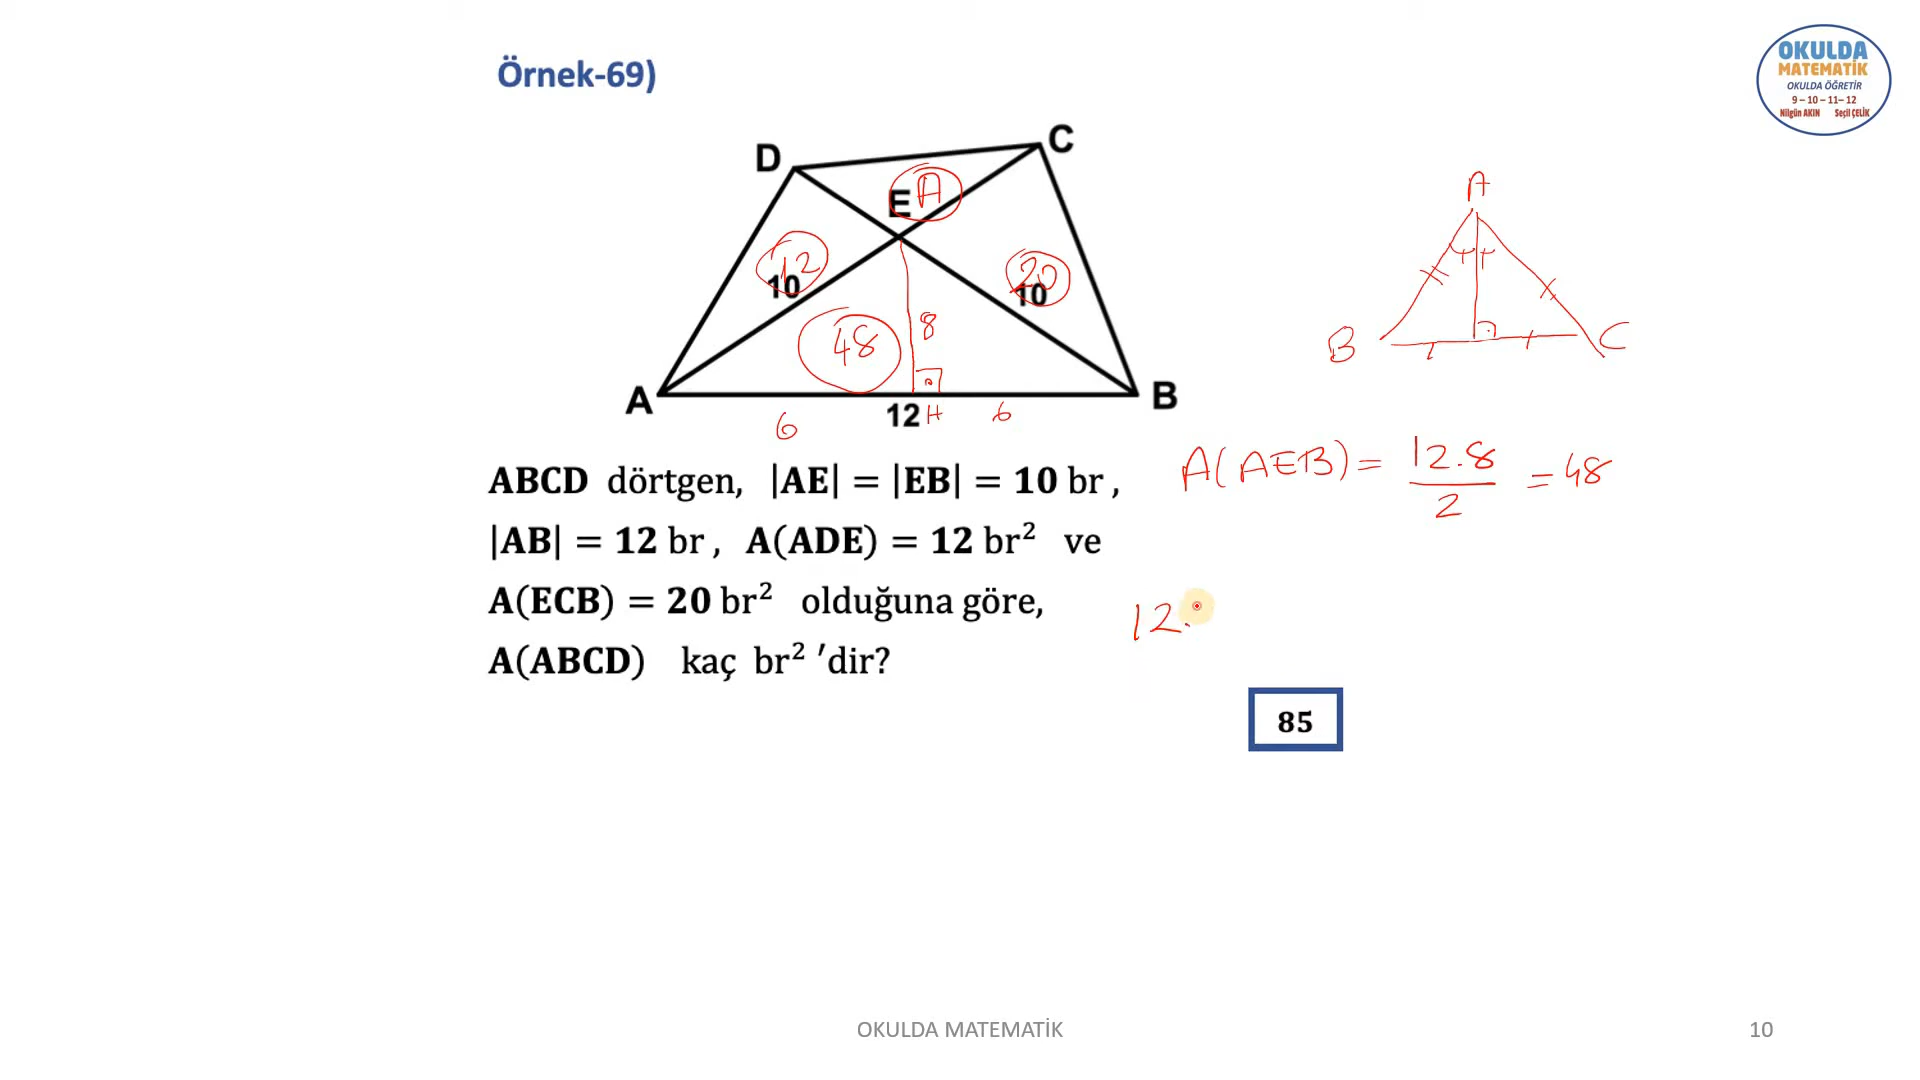 Örnek-69)
OKULDA
MATEMATİK
OKULDA ÖĞRETİR
9 – 10 – 11– 12
Nilgün AKIN Seçil ÇELİK
D
C
E
A
12
10
20
10
48
8
A
B
6
12
H
6
A
B
C
ABCD dörtgen, |AE| = |EB| = 10 br ,
|AB| = 12 br , A(ADE) = 12 br² ve
A(ECB) = 20 br² olduğuna göre,
A(ABCD) kaç br² ′dir?
A(AEB) = 12.8 / 2 = 48
12.
85
OKULDA MATEMATİK
10